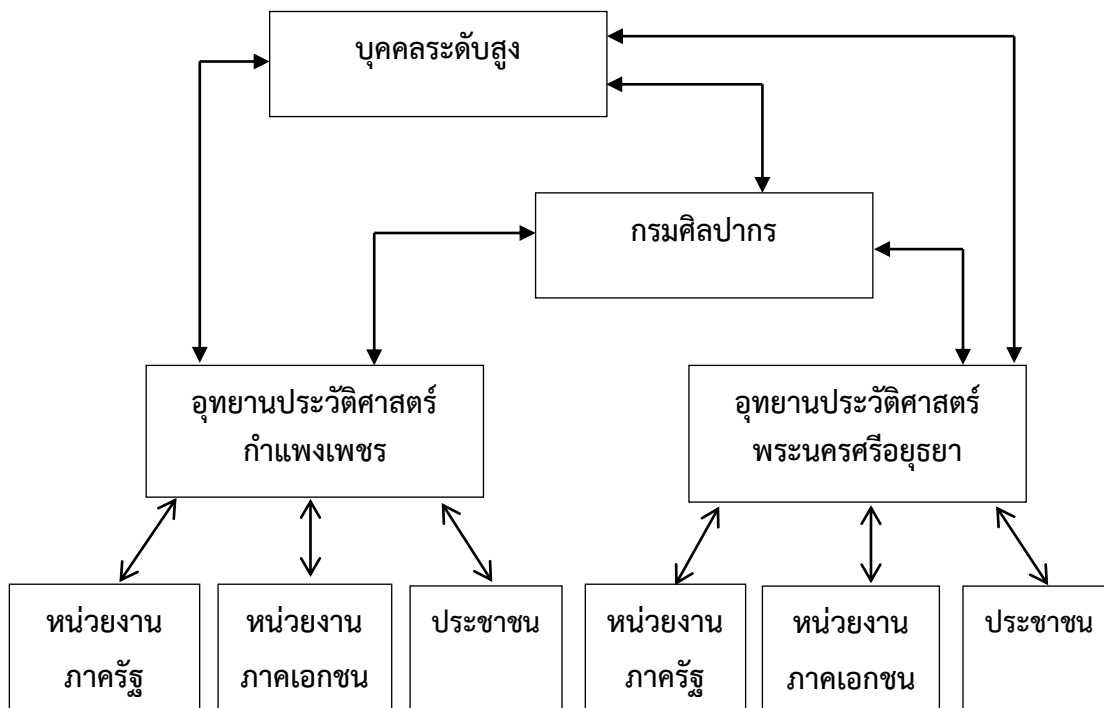 บุคคลระดับสูง
กรมศิลปากร
อุทยานประวัติศาสตร์
กำแพงเพชร
อุทยานประวัติศาสตร์
พระนครศรีอยุธยา
หน่วยงาน
ภาครัฐ
หน่วยงาน
ภาคเอกชน
ประชาชน
หน่วยงาน
ภาครัฐ
หน่วยงาน
ภาคเอกชน
ประชาชน